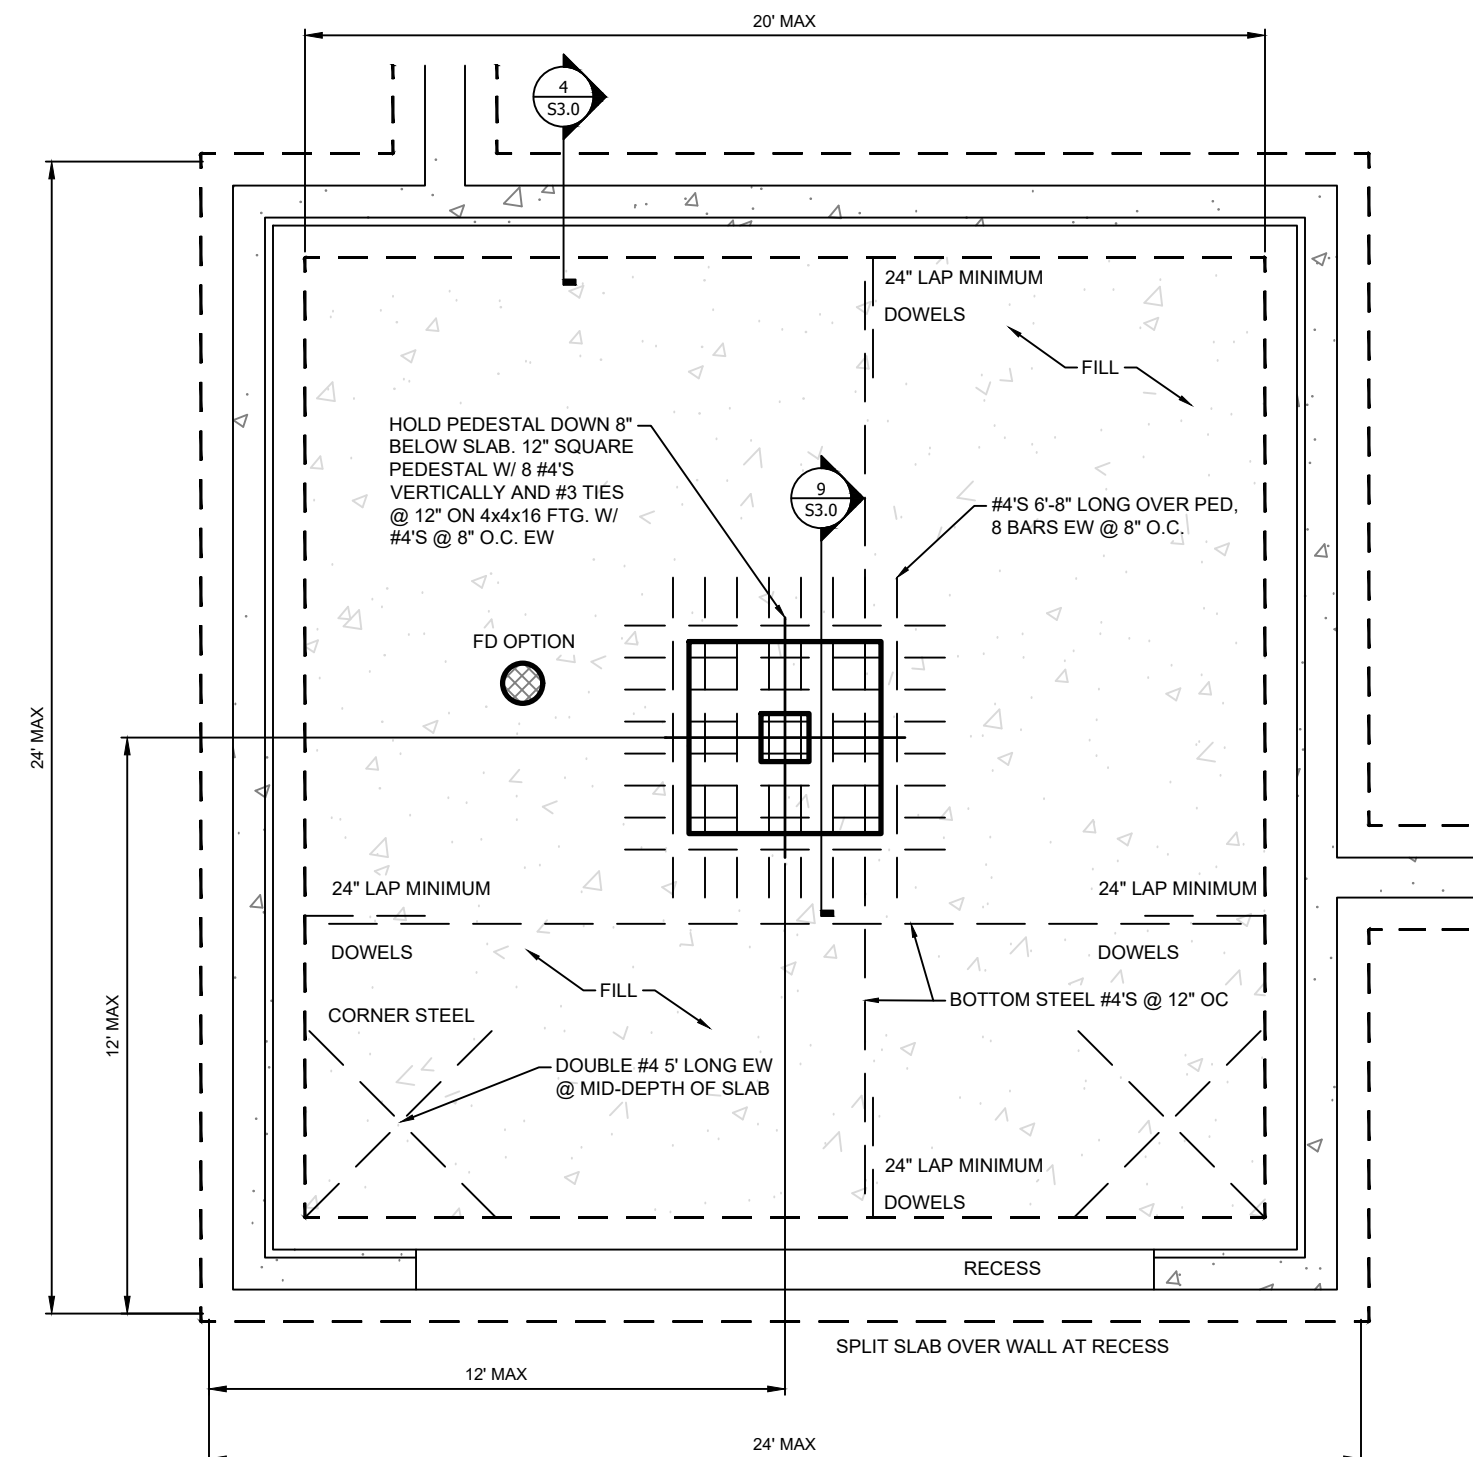 20' MAX
4
S3.0
24" LAP MINIMUM
DOWELS
FILL
HOLD PEDESTAL DOWN 8"
BELOW SLAB. 12" SQUARE
PEDESTAL W/ 8 #4'S
VERTICALLY AND #3 TIES
@ 12" ON 4x4x16 FTG. W/
#4'S @ 8" O.C. EW
9
S3.0
#4'S 6'-8" LONG OVER PED,
8 BARS EW @ 8" O.C.
FD OPTION
24' MAX
24" LAP MINIMUM
24" LAP MINIMUM
DOWELS
DOWELS
FILL
BOTTOM STEEL #4'S @ 12" OC
CORNER STEEL
12' MAX
DOUBLE #4 5' LONG EW
@ MID-DEPTH OF SLAB
24" LAP MINIMUM
DOWELS
RECESS
SPLIT SLAB OVER WALL AT RECESS
12' MAX
24' MAX